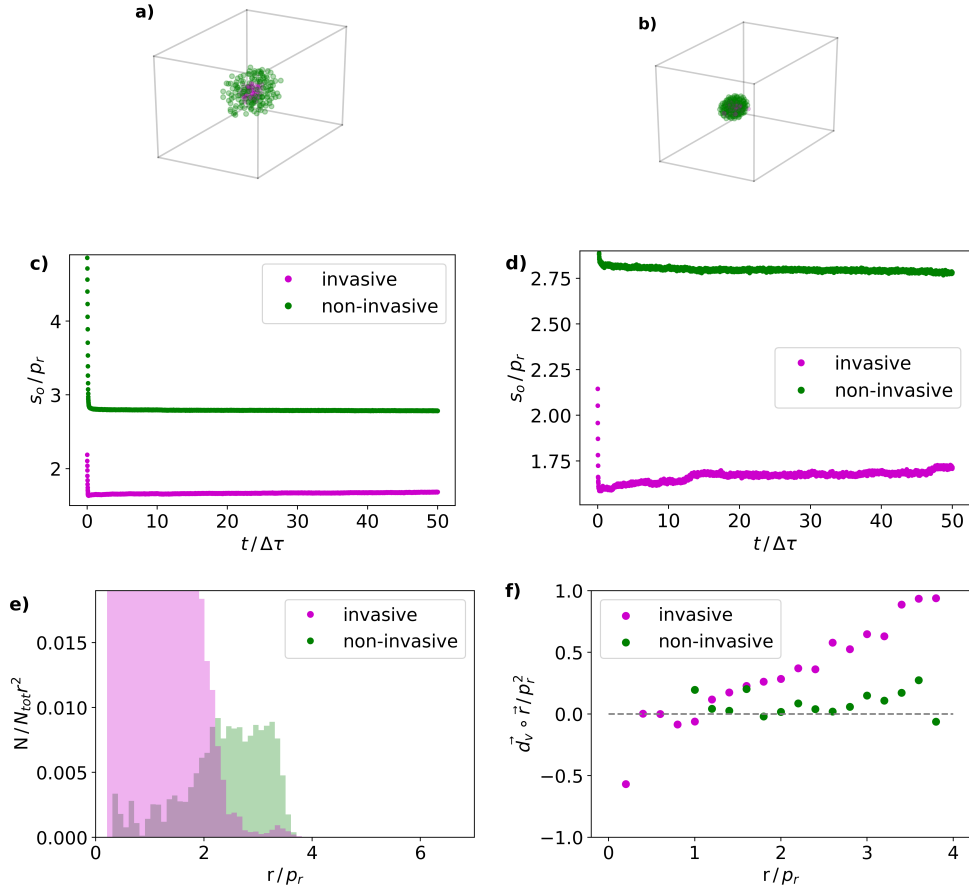 a)
b)
c)
invasive
non-invasive
4
3
2
s_o / p_r
0
10
20
30
40
50
t / Δτ
d)
invasive
non-invasive
2.75
2.50
2.25
2.00
1.75
s_o / p_r
0
10
20
30
40
50
t / Δτ
e)
invasive
non-invasive
0.015
0.010
0.005
0.000
N / N_{tot} r^2
0
2
4
6
r / p_r
f)
invasive
non-invasive
1.0
0.5
0.0
−0.5
−1.0
\vec{d}_v ∘ \vec{r} / p_r^2
0
1
2
3
4
r / p_r